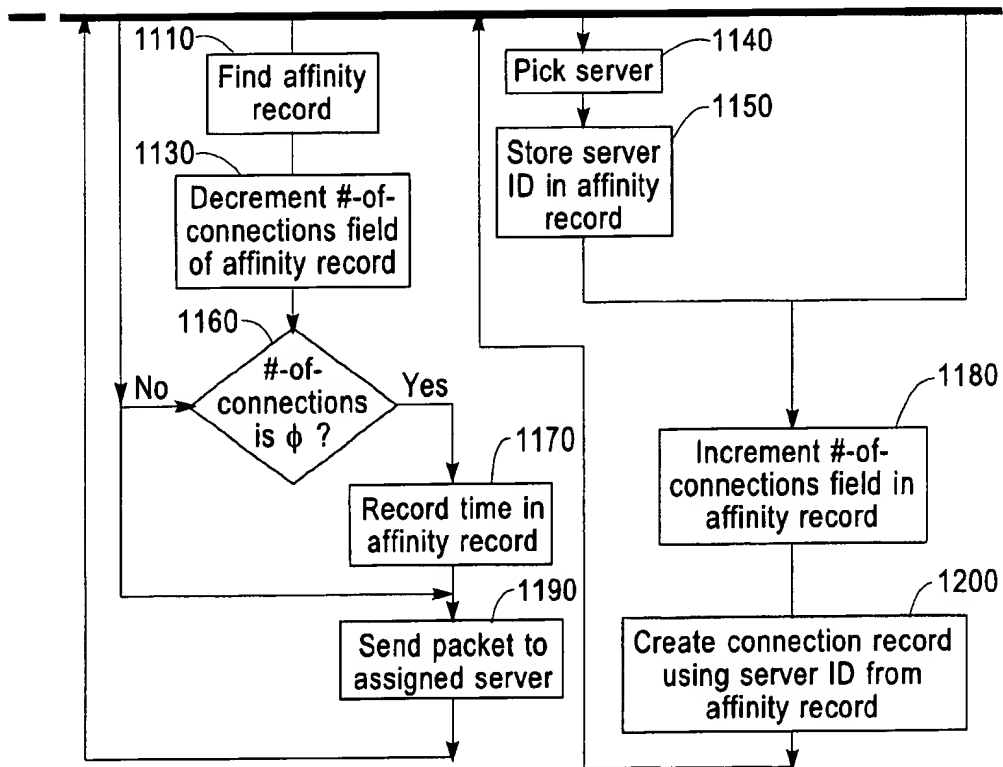 1110
Find affinity
record
1130
Decrement #-of-
connections field
of affinity record
1160
#-of-
connections
is ϕ ?
No
Yes
1170
Record time in
affinity record
1190
Send packet to
assigned server
1140
Pick server
1150
Store server
ID in affinity
record
1180
Increment #-of-
connections field in
affinity record
1200
Create connection record
using server ID from
affinity record